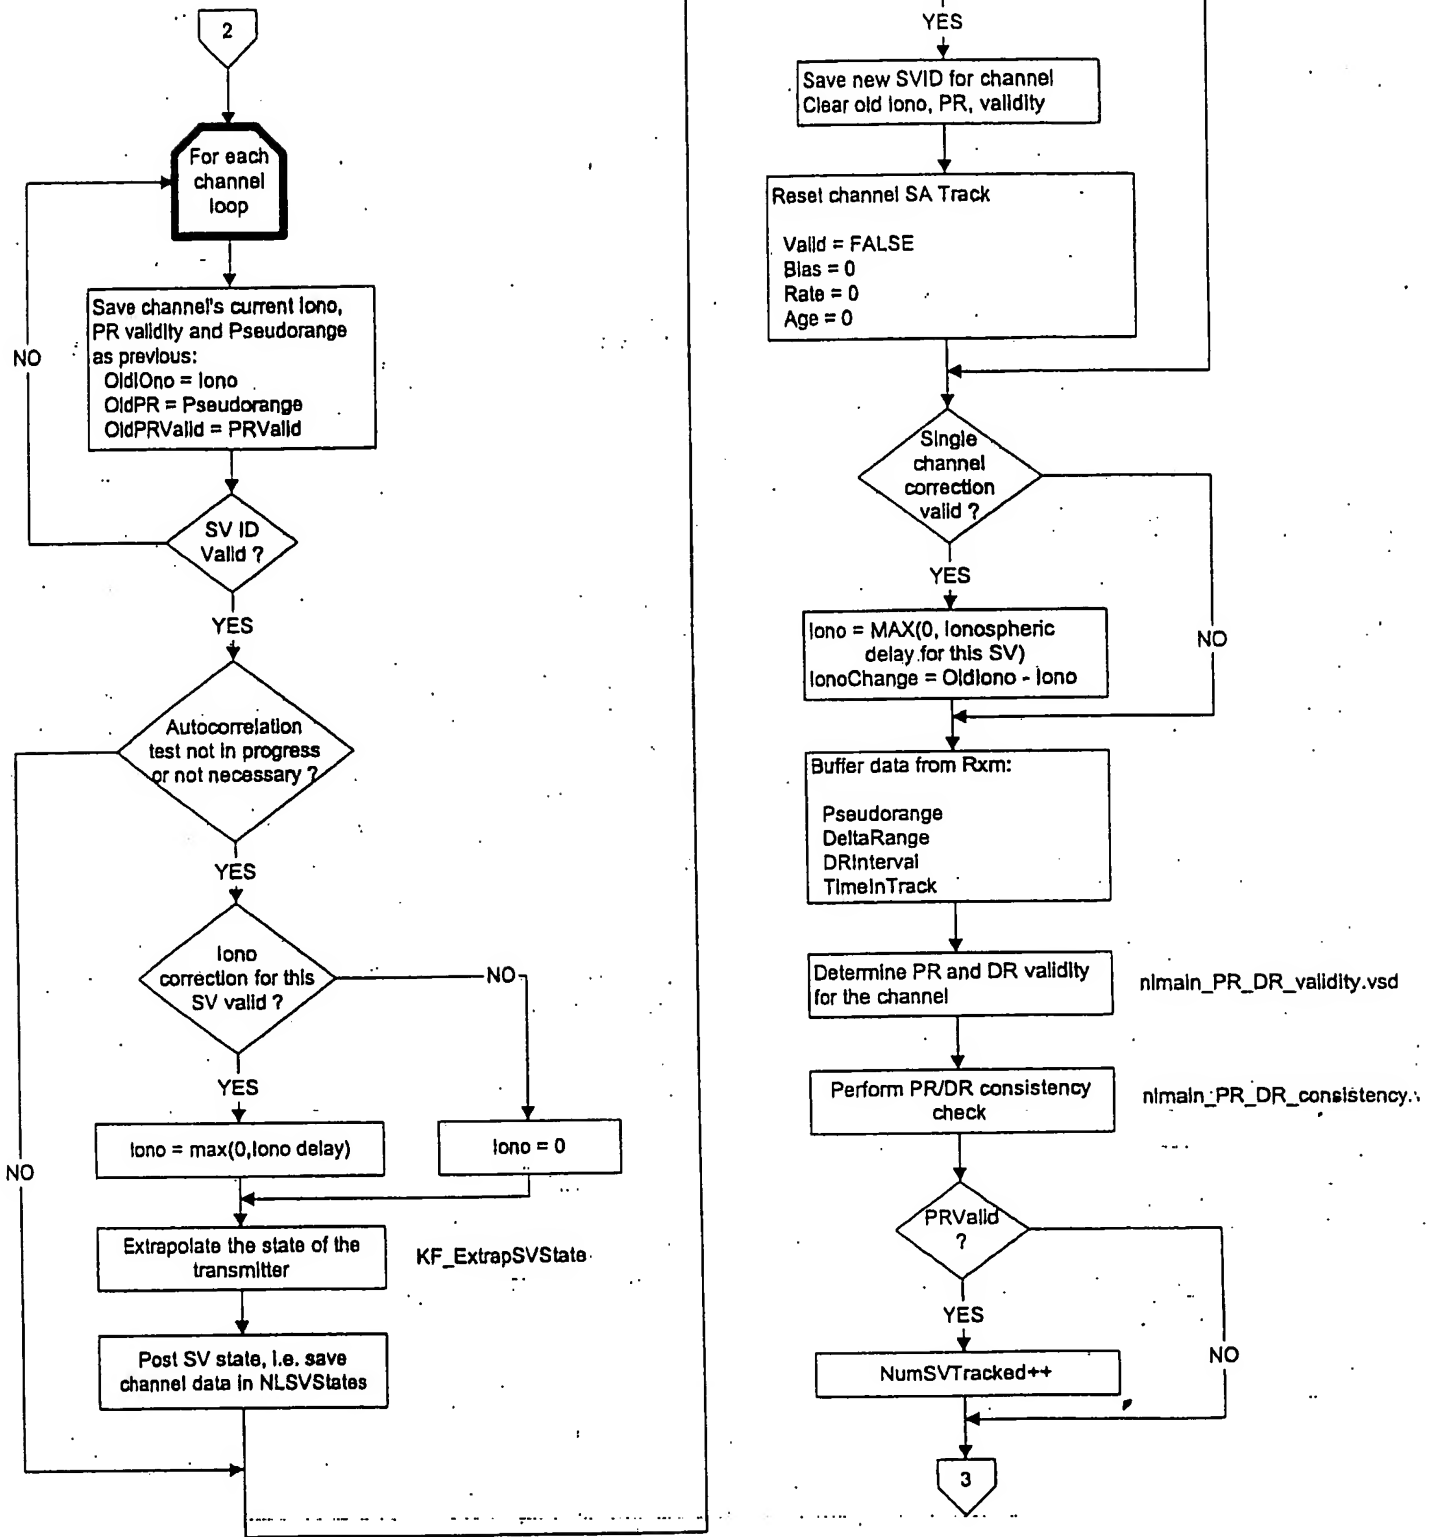 2
For each
channel
loop
Save channel's current Iono,
PR validity and Pseudorange
as previous:
OldIOno = Iono
OldPR = Pseudorange
OldPRValid = PRValid
NO
SV ID
Valid ?
YES
Autocorrelation
test not in progress
or not necessary ?
YES
Iono
correction for this
SV valid ?
NO
YES
Iono = max(0,Iono delay)
Iono = 0
NO
Extrapolate the state of the
transmitter
KF_ExtrapSVState
Post SV state, i.e. save
channel data in NLSVStates
YES
Save new SVID for channel
Clear old Iono, PR, validity
Reset channel SA Track
Valid = FALSE
Bias = 0
Rate = 0
Age = 0
Single
channel
correction
valid ?
YES
NO
Iono = MAX(0, Ionospheric
delay for this SV)
IonoChange = OldIono - Iono
Buffer data from Rxm:
Pseudorange
DeltaRange
DRInterval
TimeInTrack
Determine PR and DR validity
for the channel
nlmain_PR_DR_validity.vsd
Perform PR/DR consistency
check
nlmain_PR_DR_consistency.
PRValid
?
YES
NO
NumSVTracked++
3